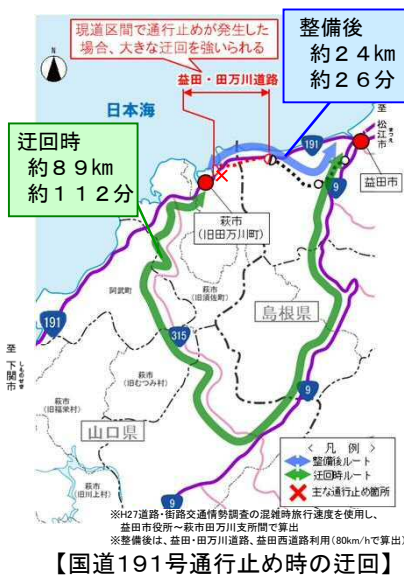 現道区間で通行止めが発生した
場合、大きな迂回を強いられる
整備後
約24km
約26分
益田・田万川道路
日本海
至
松江市
まつえ
迂回時
約89km
約112分
191
益田市
9
萩市
(旧田万川町)
阿武町
萩市
(旧須佐町)
島根県
191
315
至
下関市
しものせき
萩市
(旧むつみ村)
萩市
(旧福栄村)
9
山口県
萩市
(旧川上村)
9
<凡例>
整備後ルート
迂回時ルート
主な通行止め箇所
※H27道路・街路交通情勢調査の混雑時旅行速度を使用し、
益田市役所～萩市田万川支所間で算出
※整備後は、益田・田万川道路、益田西道路利用(80km/hで算出)
【国道191号通行止め時の迂回】